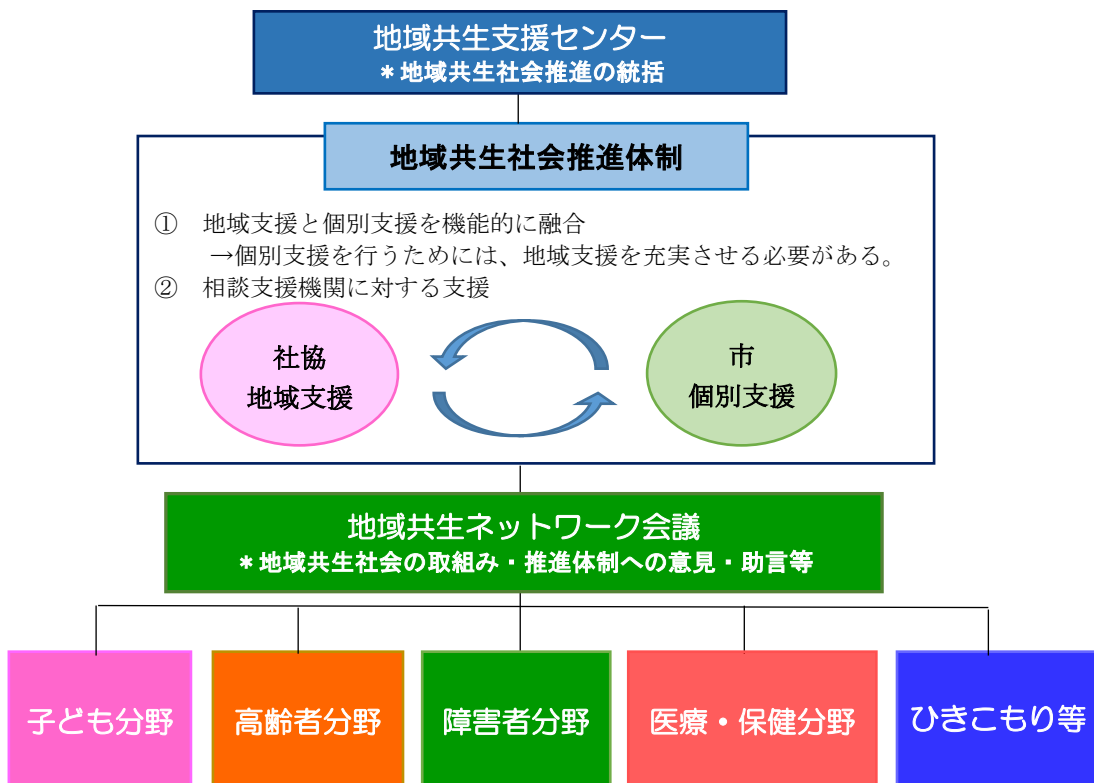 地域共生支援センター
＊地域共生社会推進の統括
地域共生社会推進体制
①　地域支援と個別支援を機能的に融合
→個別支援を行うためには、地域支援を充実させる必要がある。
②　相談支援機関に対する支援
社協
地域支援
市
個別支援
地域共生ネットワーク会議
＊地域共生社会の取組み・推進体制への意見・助言等
子ども分野
高齢者分野
障害者分野
医療・保健分野
ひきこもり等